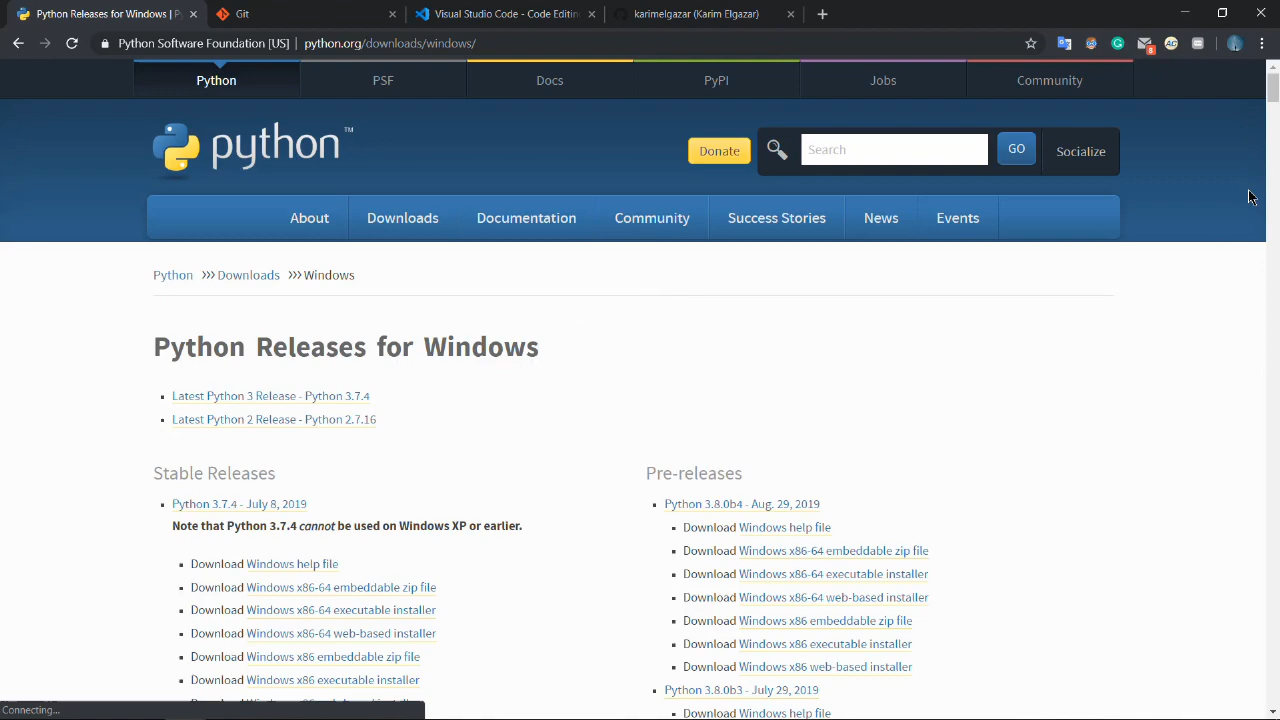 Python Releases for Windows | Py
Git
Visual Studio Code - Code Editin
karimelgazar (Karim Elgazar)
Python Software Foundation [US] | python.org/downloads/windows/
8
Python
PSF
Docs
PyPI
Jobs
Community
python™
Donate
Search
GO
Socialize
About
Downloads
Documentation
Community
Success Stories
News
Events
Python >>> Downloads >>> Windows
Python Releases for Windows
Latest Python 3 Release - Python 3.7.4
Latest Python 2 Release - Python 2.7.16
Stable Releases
Python 3.7.4 - July 8, 2019
Note that Python 3.7.4 cannot be used on Windows XP or earlier.
Download Windows help file
Download Windows x86-64 embeddable zip file
Download Windows x86-64 executable installer
Download Windows x86-64 web-based installer
Download Windows x86 embeddable zip file
Download Windows x86 executable installer
Pre-releases
Python 3.8.0b4 - Aug. 29, 2019
Download Windows help file
Download Windows x86-64 embeddable zip file
Download Windows x86-64 executable installer
Download Windows x86-64 web-based installer
Download Windows x86 embeddable zip file
Download Windows x86 executable installer
Download Windows x86 web-based installer
Python 3.8.0b3 - July 29, 2019
Download Windows help file
Connecting...